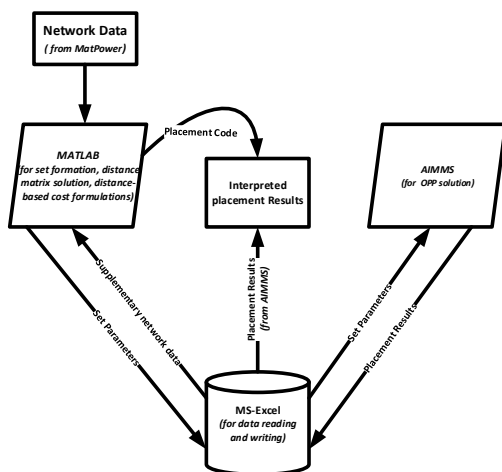 Network Data
( from MatPower)
Placement Code
MATLAB
(for set formation, distance
matrix solution, distance-
based cost formulations)
AIMMS
(for OPP solution)
Interpreted
placement Results
Supplementary network data
Set Parameters
Placement Results
(from AIMMS)
Set Parameters
Placement Results
MS-Excel
(for data reading
and writing)